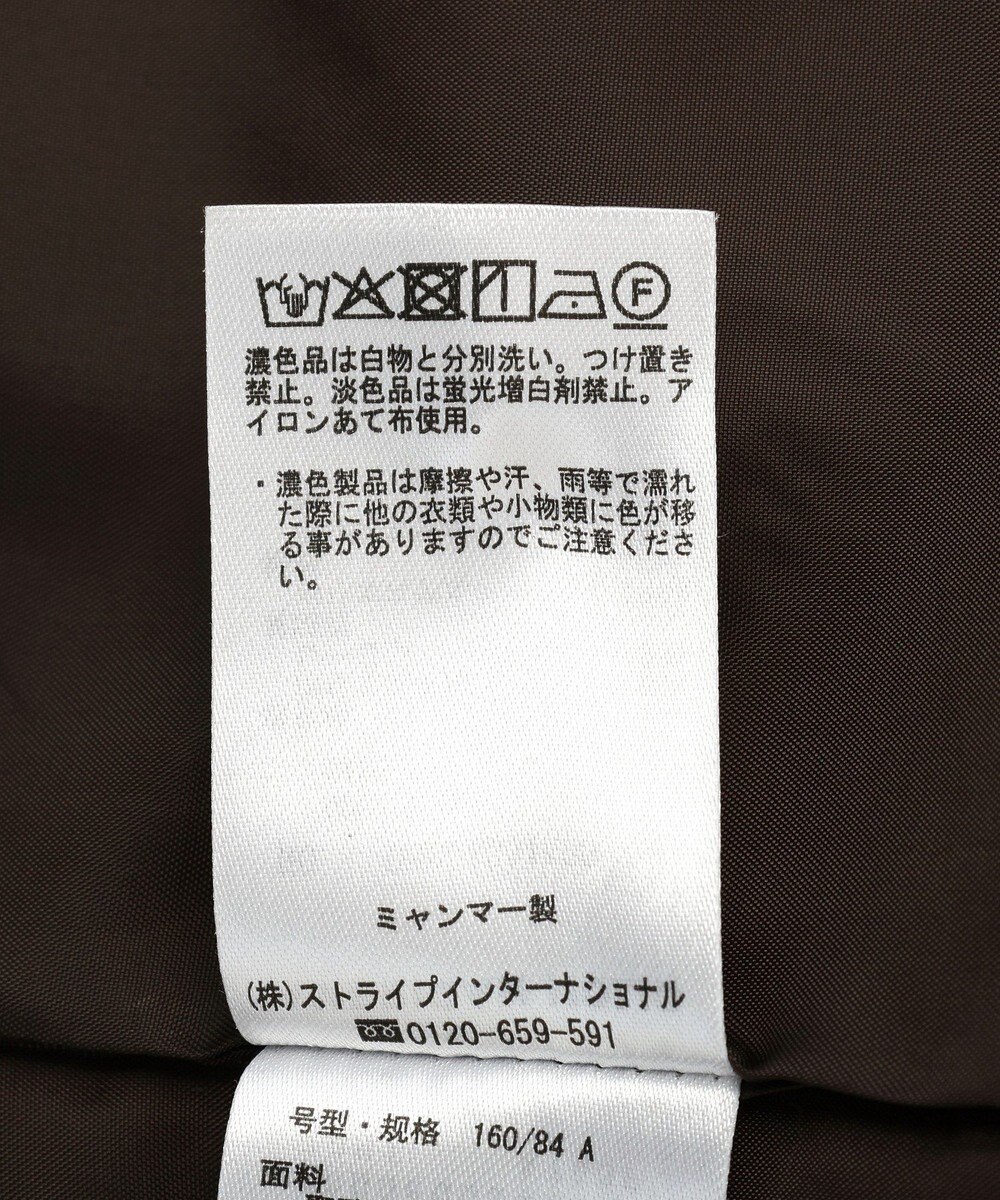 F
濃色品は白物と分別洗い。つけ置き
禁止。淡色品は蛍光増白剤禁止。ア
イロンあて布使用。
・濃色製品は摩擦や汗、雨等で濡れ
た際に他の衣類や小物類に色が移
る事がありますのでご注意くださ
い。
ミャンマー製
(株)ストライプインターナショナル
0120-659-591
号型・规格 160/84 A
面料